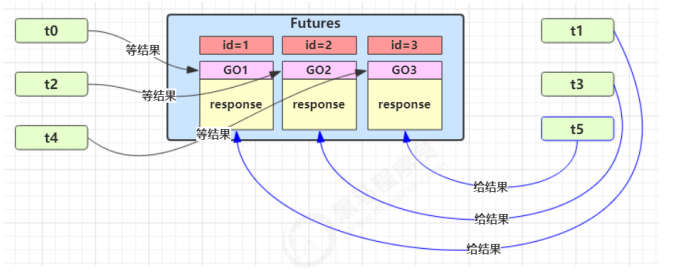 Futures
t0
t1
id=1
id=2
id=3
等结果
GO1
GO2
GO3
t2
t3
等结果
response
response
response
t4
t5
等结果
给结果
给结果
给结果